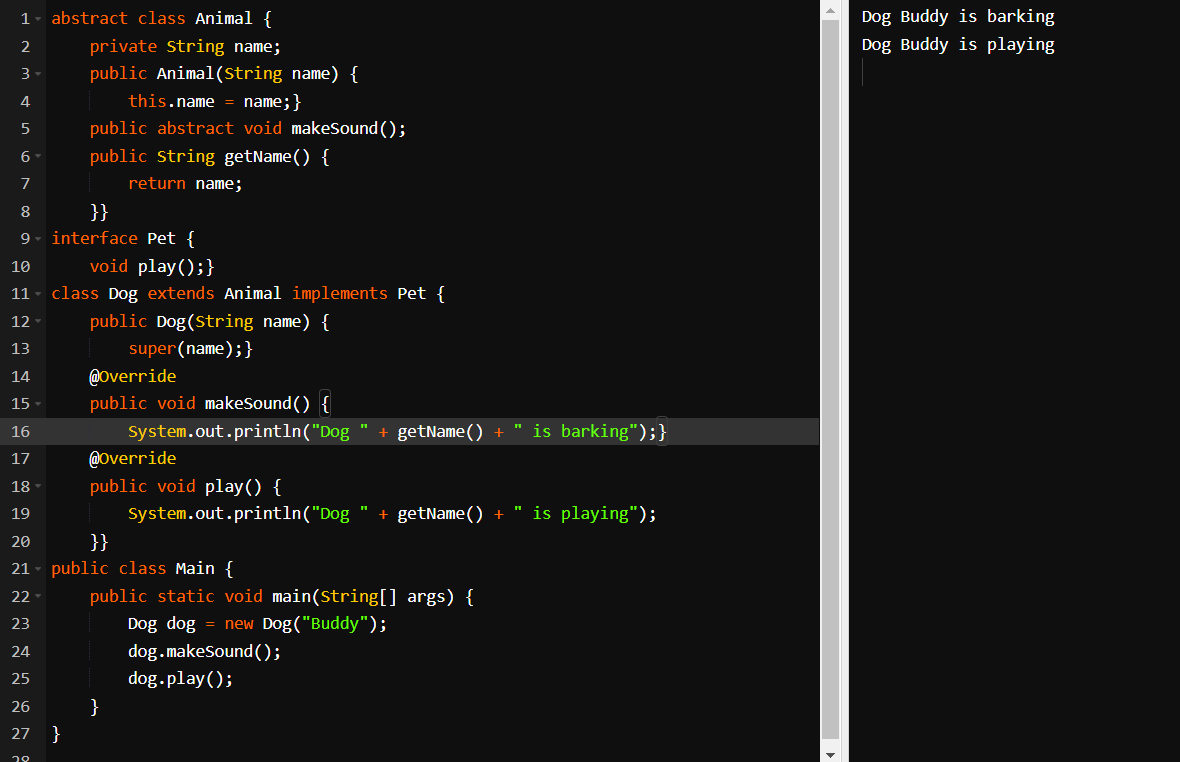 1 abstract class Animal {
2     private String name;
3     public Animal(String name) {
4         this.name = name;}
5     public abstract void makeSound();
6     public String getName() {
7         return name;
8     }}
9 interface Pet {
10     void play();}
11 class Dog extends Animal implements Pet {
12     public Dog(String name) {
13         super(name);}
14     @Override
15     public void makeSound() {
16         System.out.println("Dog " + getName() + " is barking");}
17     @Override
18     public void play() {
19         System.out.println("Dog " + getName() + " is playing");
20     }}
21 public class Main {
22     public static void main(String[] args) {
23         Dog dog = new Dog("Buddy");
24         dog.makeSound();
25         dog.play();
26     }
27 }
28
Dog Buddy is barking
Dog Buddy is playing